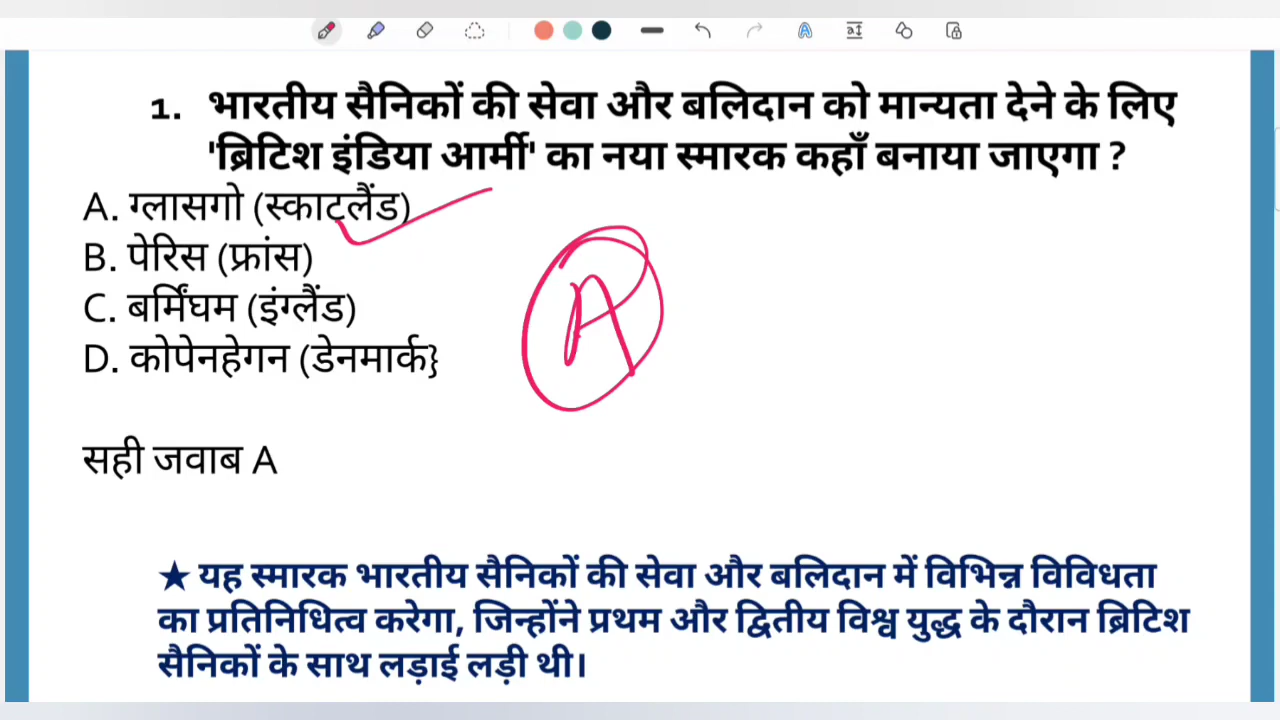 1. भारतीय सैनिकों की सेवा और बलिदान को मान्यता देने के लिए
'ब्रिटिश इंडिया आर्मी' का नया स्मारक कहाँ बनाया जाएगा ?
A. ग्लासगो (स्काटलैंड)
B. पेरिस (फ्रांस)
C. बर्मिंघम (इंग्लैंड)
D. कोपेनहेगन (डेनमार्क}
A
सही जवाब A
★ यह स्मारक भारतीय सैनिकों की सेवा और बलिदान में विभिन्न विविधता
का प्रतिनिधित्व करेगा, जिन्होंने प्रथम और द्वितीय विश्व युद्ध के दौरान ब्रिटिश
सैनिकों के साथ लड़ाई लड़ी थी।